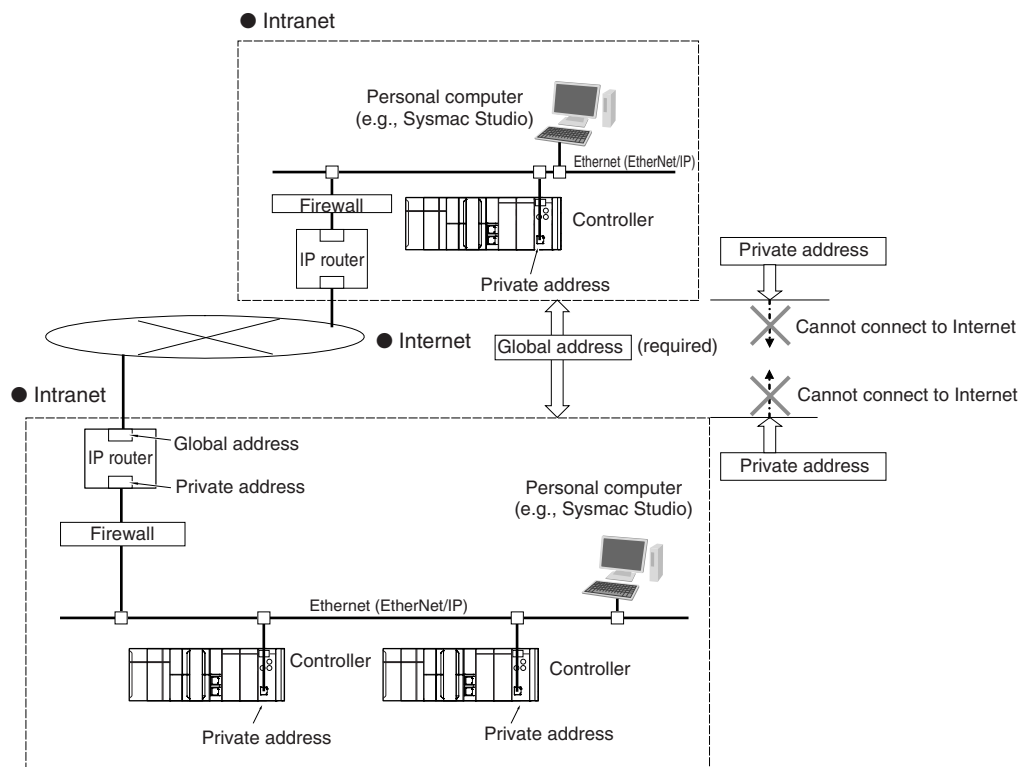 ● Intranet
Personal computer
(e.g., Sysmac Studio)
Ethernet (EtherNet/IP)
Firewall
Controller
IP router
Private address
Private address
Cannot connect to Internet
● Internet
Global address (required)
Cannot connect to Internet
Private address
● Intranet
Global address
IP router
Private address
Firewall
Personal computer
(e.g., Sysmac Studio)
Ethernet (EtherNet/IP)
Controller
Controller
Private address
Private address